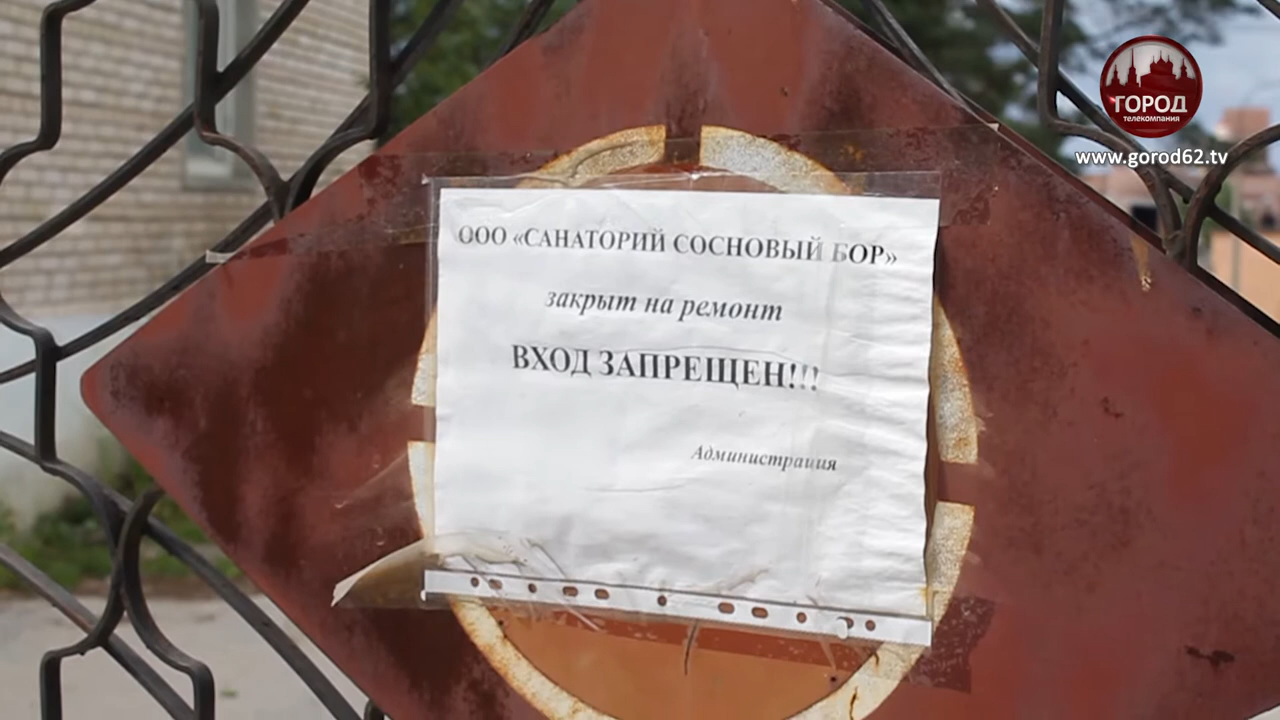 ГОРОД
телекомпания
www.gorod62.tv
ООО «САНАТОРИЙ СОСНОВЫЙ БОР»
закрыт на ремонт
ВХОД ЗАПРЕЩЕН!!!
Администрация